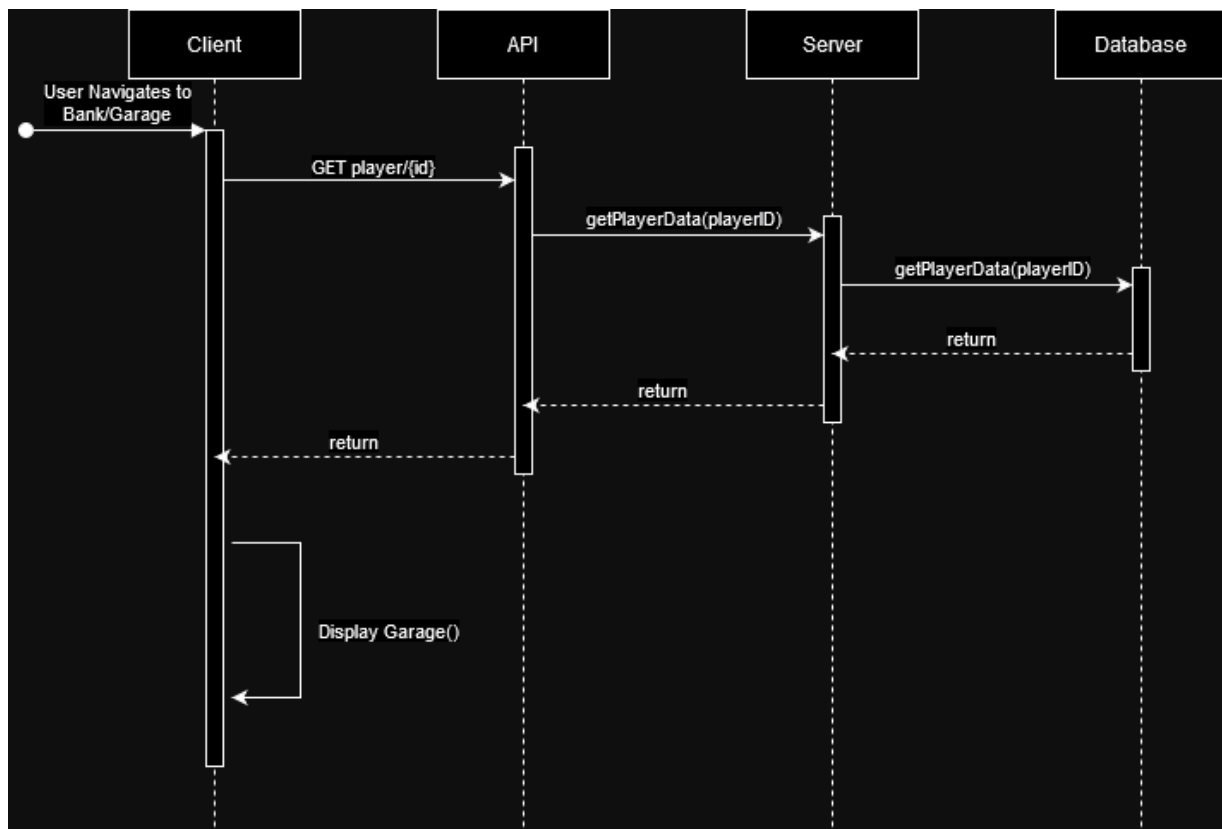 Client
API
Server
Database
User Navigates to
Bank/Garage
GET player/{id}
getPlayerData(playerID)
getPlayerData(playerID)
return
return
return
Display Garage()